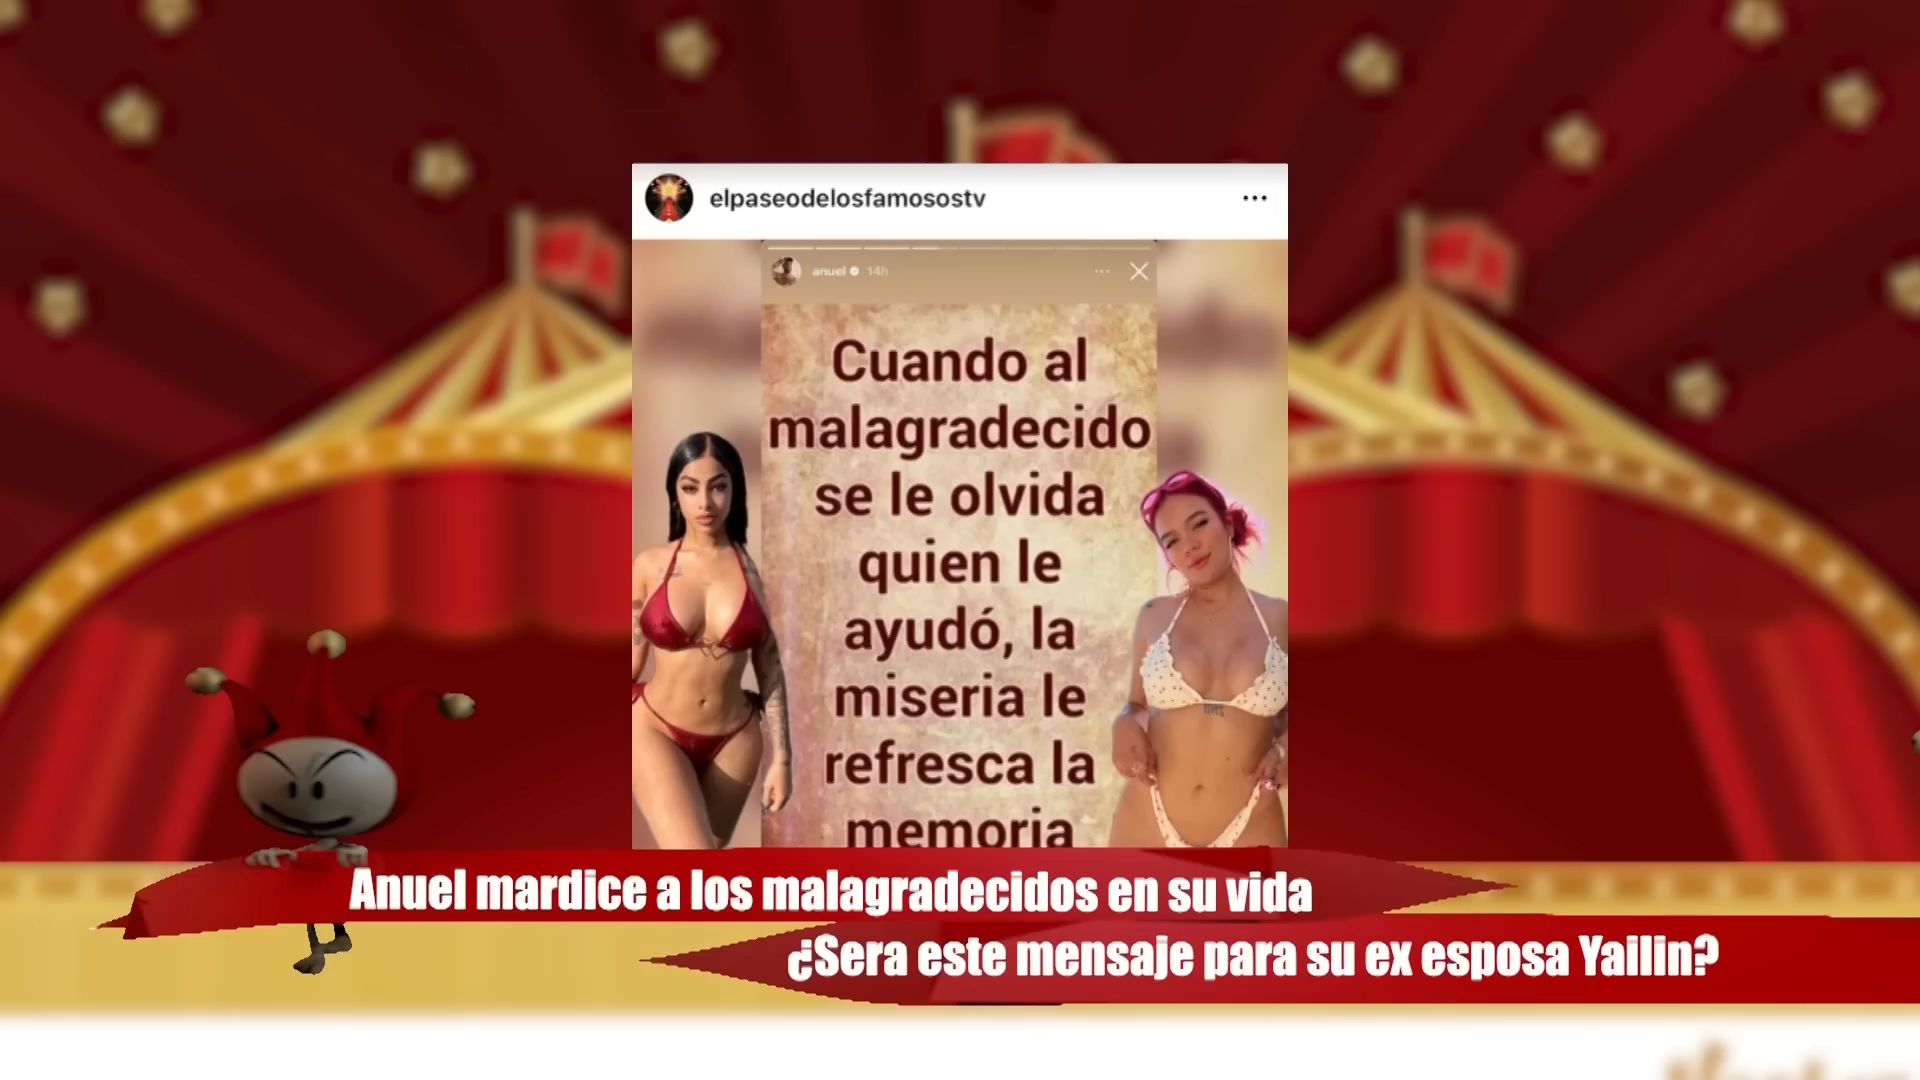 elpaseodelosfamosostv
anuel 14h
Cuando al
malagradecido
se le olvida
quien le
ayudó, la
miseria le
refresca la
memoria
Anuel mardice a los malagradecidos en su vida
¿Sera este mensaje para su ex esposa Yailin?